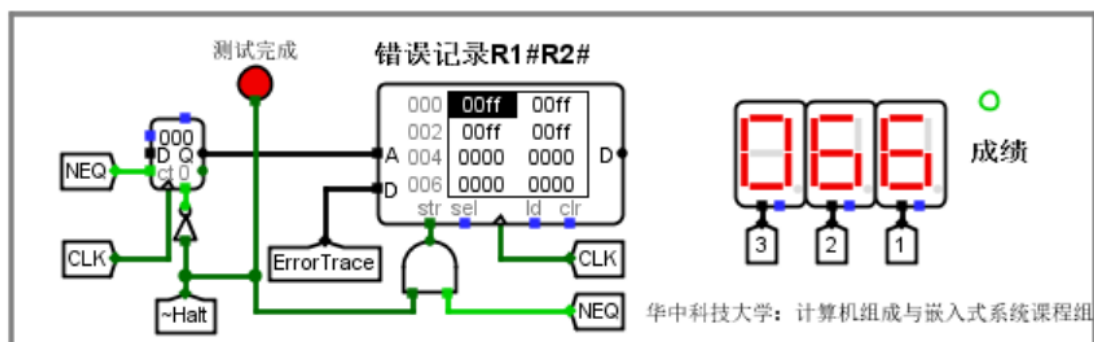 测试完成
错误记录R1#R2#
000 00ff 00ff
002 00ff 00ff
004 0000 0000
006 0000 0000
A
D
D
str sel ld clr
000
D Q
ct 0
NEQ
CLK
~Halt
ErrorTrace
CLK
NEQ
066
3 2 1
成绩
华中科技大学：计算机组成与嵌入式系统课程组